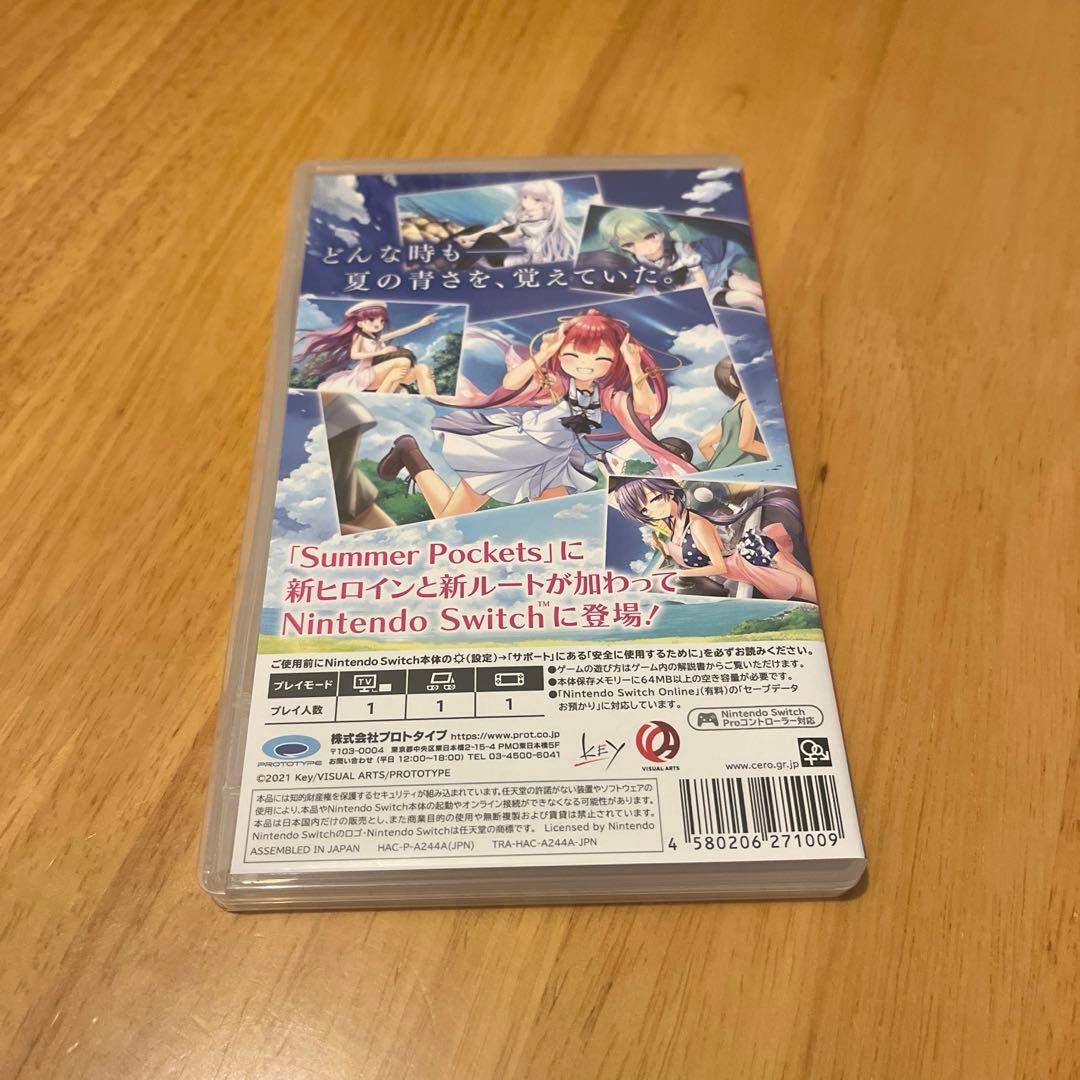 どんな時も――
夏の青さを、覚えていた。
「Summer Pockets」に
新ヒロインと新ルートが加わって
Nintendo Switch™に登場!
ご使用前にNintendo Switch本体の(設定)→「サポート」にある「安全に使用するために」を必ずお読みください。
プレイモード TV
プレイ人数 1 1 1
●ゲームの遊び方はゲーム内の解説書からご覧いただけます。
●本体保存メモリーに64MB以上の空き容量が必要です。
●「Nintendo Switch Online」(有料)の「セーブデータ
お預かり」に対応しています。
Nintendo Switch
Proコントローラー対応
PROTOTYPE
株式会社プロトタイプ https://www.prot.co.jp
〒103-0004 東京都中央区東日本橋2-15-4 PMO東日本橋5F
お問い合わせ (平日 12:00~18:00) TEL 03-4500-6041
©2021 Key/VISUAL ARTS/PROTOTYPE
KEY
VISUAL ARTS
www.cero.gr.jp
本品には知的財産権を保護するセキュリティが組み込まれています。任天堂の許諾がない装置やソフトウェアの
使用により、本品やNintendo Switch本体の起動やオンライン接続ができなくなる可能性があります。
本品は日本国内だけの販売とし、また商業目的の使用や無断複製および賃貸は禁止されています。
Nintendo Switchのロゴ・Nintendo Switchは任天堂の商標です。 Licensed by Nintendo
ASSEMBLED IN JAPAN HAC-P-A244A(JPN) TRA-HAC-A244A-JPN
4 580206 271009